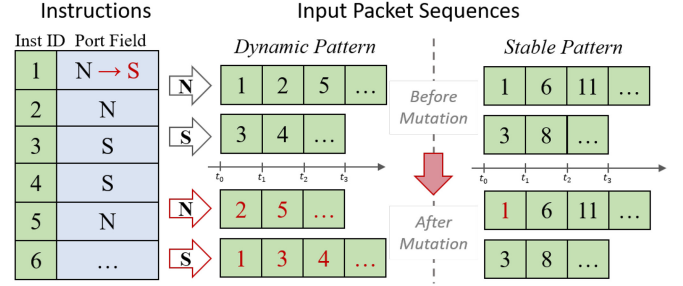 Instructions
Input Packet Sequences
Inst ID Port Field
Dynamic Pattern
Stable Pattern
1 N → S
2 N
3 S
4 S
5 N
6 ...
N 1 2 5 ...
Before
Mutation
1 6 11 ...
S 3 4 ...
3 8 ...
t0 t1 t2 t3
t0 t1 t2 t3
N 2 5 ...
After
Mutation
1 6 11 ...
S 1 3 4 ...
3 8 ...